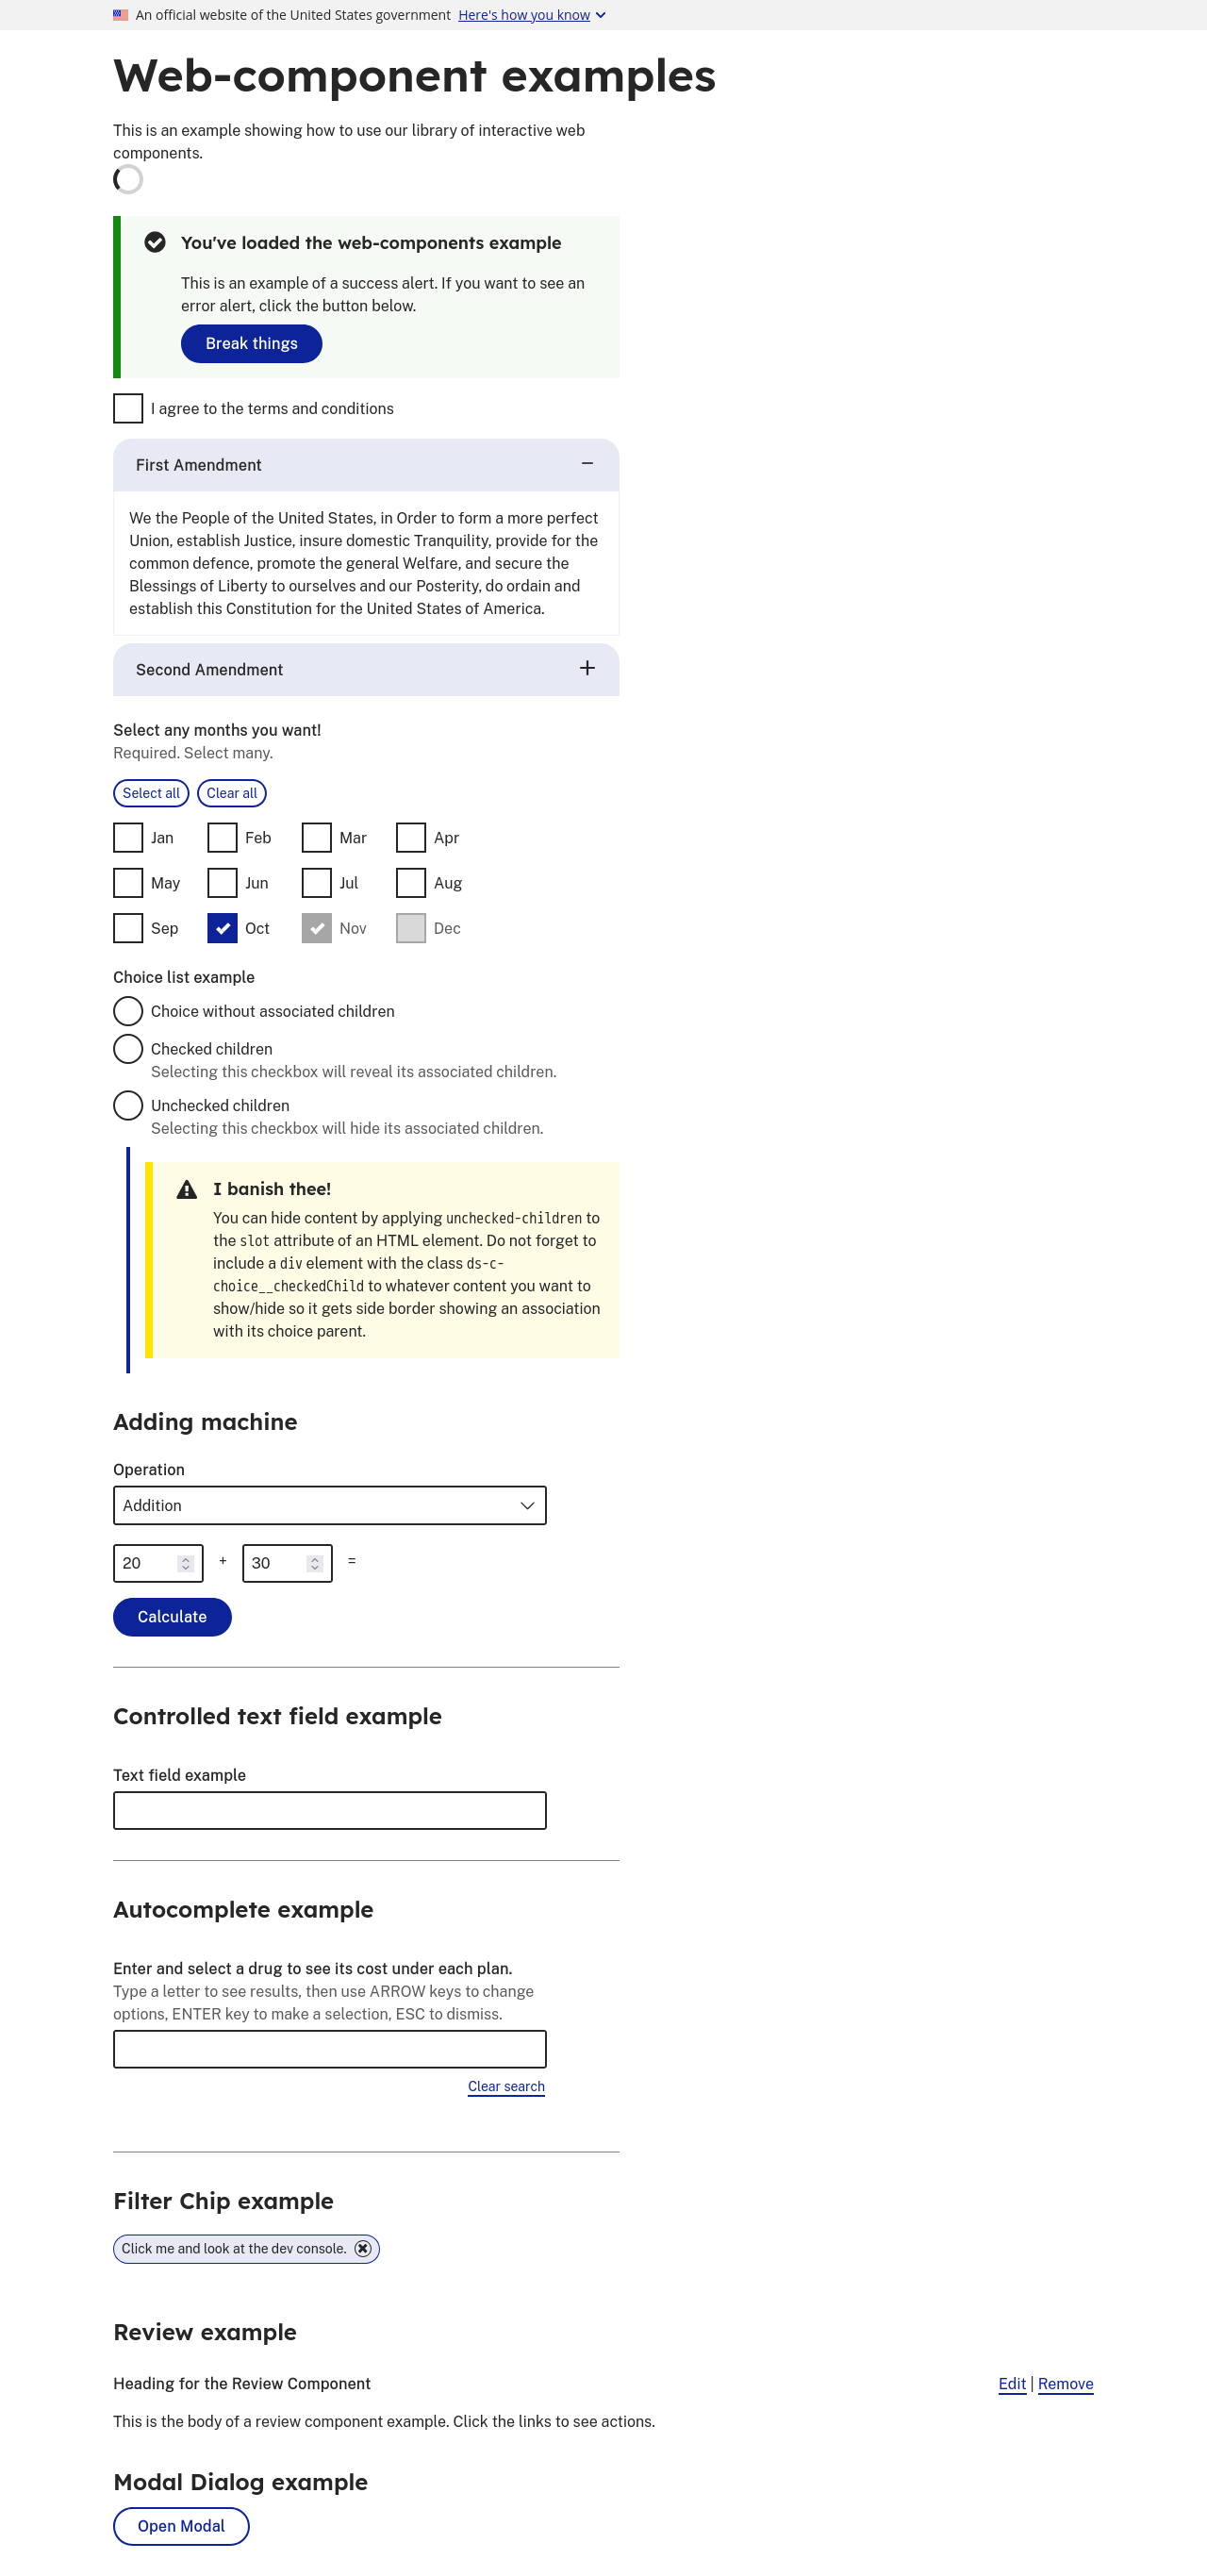 An official website of the United States government Here's how you know
Web-component examples
This is an example showing how to use our library of interactive web
components.
You've loaded the web-components example
This is an example of a success alert. If you want to see an
error alert, click the button below.
Break things
I agree to the terms and conditions
First Amendment
We the People of the United States, in Order to form a more perfect
Union, establish Justice, insure domestic Tranquility, provide for the
common defence, promote the general Welfare, and secure the
Blessings of Liberty to ourselves and our Posterity, do ordain and
establish this Constitution for the United States of America.
Second Amendment
Select any months you want!
Required. Select many.
Select all Clear all
Jan Feb Mar Apr
May Jun Jul Aug
Sep Oct Nov Dec
Choice list example
Choice without associated children
Checked children
Selecting this checkbox will reveal its associated children.
Unchecked children
Selecting this checkbox will hide its associated children.
I banish thee!
You can hide content by applying unchecked-children to
the slot attribute of an HTML element. Do not forget to
include a div element with the class ds-c-
choice__checkedChild to whatever content you want to
show/hide so it gets side border showing an association
with its choice parent.
Adding machine
Operation
Addition
20 + 30 =
Calculate
Controlled text field example
Text field example
Autocomplete example
Enter and select a drug to see its cost under each plan.
Type a letter to see results, then use ARROW keys to change
options, ENTER key to make a selection, ESC to dismiss.
Clear search
Filter Chip example
Click me and look at the dev console.
Review example
Heading for the Review Component Edit | Remove
This is the body of a review component example. Click the links to see actions.
Modal Dialog example
Open Modal